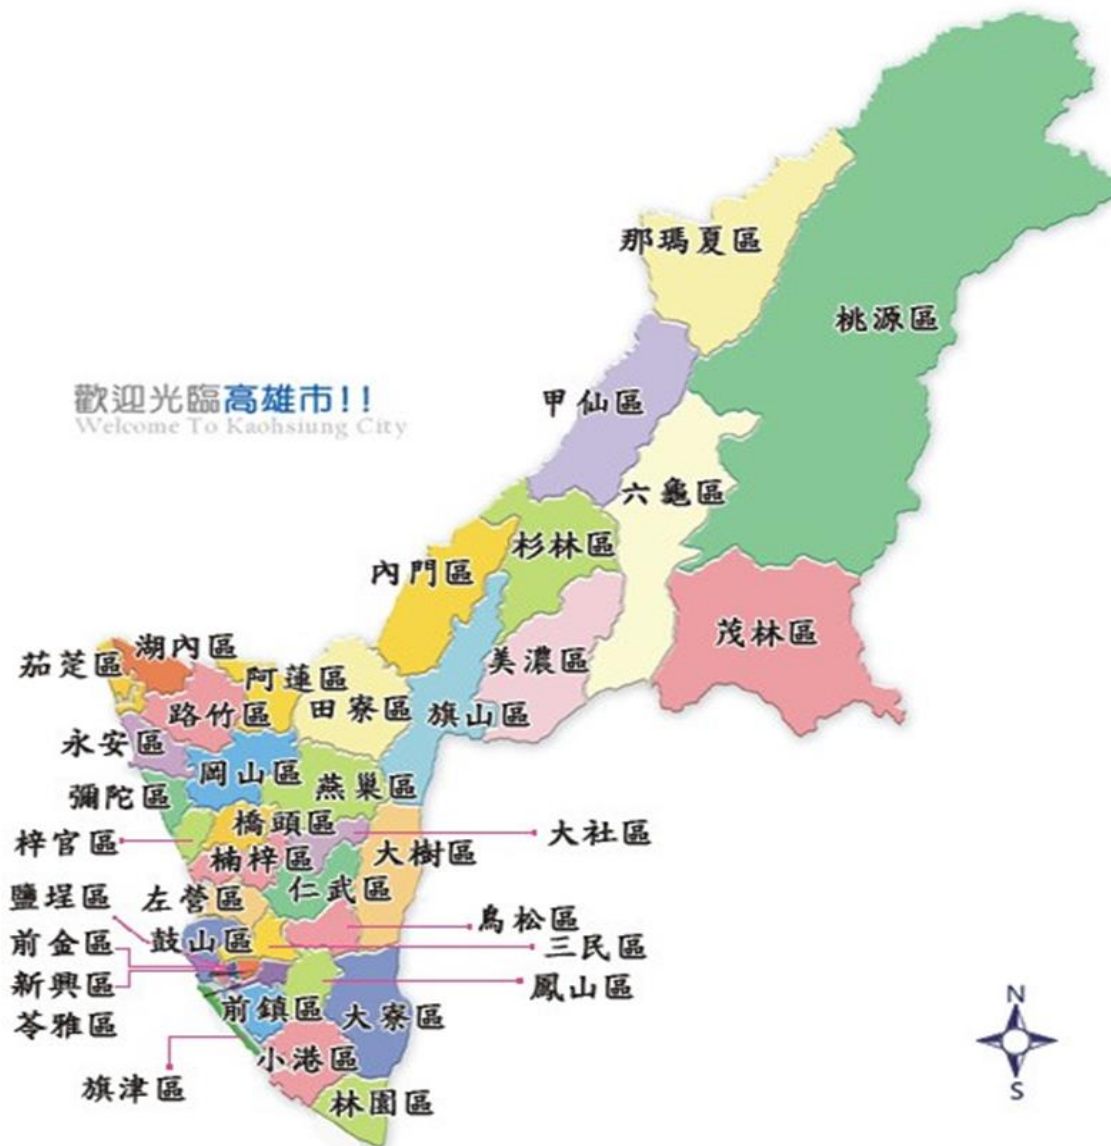 那瑪夏區
桃源區
歡迎光臨高雄市!!
Welcome To Kaohsiung City
甲仙區
六龜區
杉林區
內門區
茂林區
美濃區
湖內區
茄萣區
阿蓮區
田寮區
旗山區
路竹區
永安區
岡山區
燕巢區
彌陀區
橋頭區
大社區
梓官區
楠梓區
大樹區
仁武區
鹽埕區
左營區
鳥松區
前金區
鼓山區
三民區
新興區
鳳山區
苓雅區
前鎮區
大寮區
小港區
旗津區
林園區
N
S